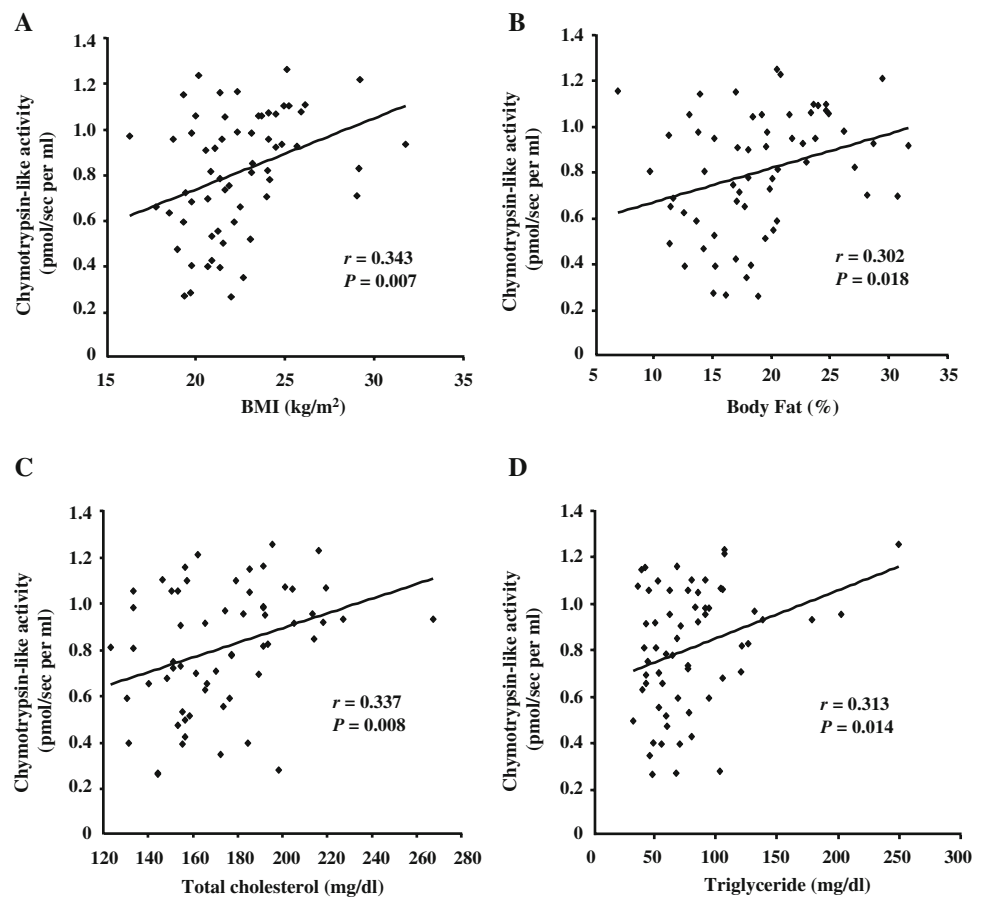 A
Chymotrypsin-like activity
(pmol/sec per ml)
1.4
1.2
1.0
0.8
0.6
0.4
0.2
0
15 20 25 30 35
BMI (kg/m²)
r = 0.343
P = 0.007
B
Chymotrypsin-like activity
(pmol/sec per ml)
1.4
1.2
1.0
0.8
0.6
0.4
0.2
0
5 10 15 20 25 30 35
Body Fat (%)
r = 0.302
P = 0.018
C
Chymotrypsin-like activity
(pmol/sec per ml)
1.4
1.2
1.0
0.8
0.6
0.4
0.2
0
120 140 160 180 200 220 240 260 280
Total cholesterol (mg/dl)
r = 0.337
P = 0.008
D
Chymotrypsin-like activity
(pmol/sec per ml)
1.4
1.2
1.0
0.8
0.6
0.4
0.2
0.0
0 50 100 150 200 250 300
Triglyceride (mg/dl)
r = 0.313
P = 0.014